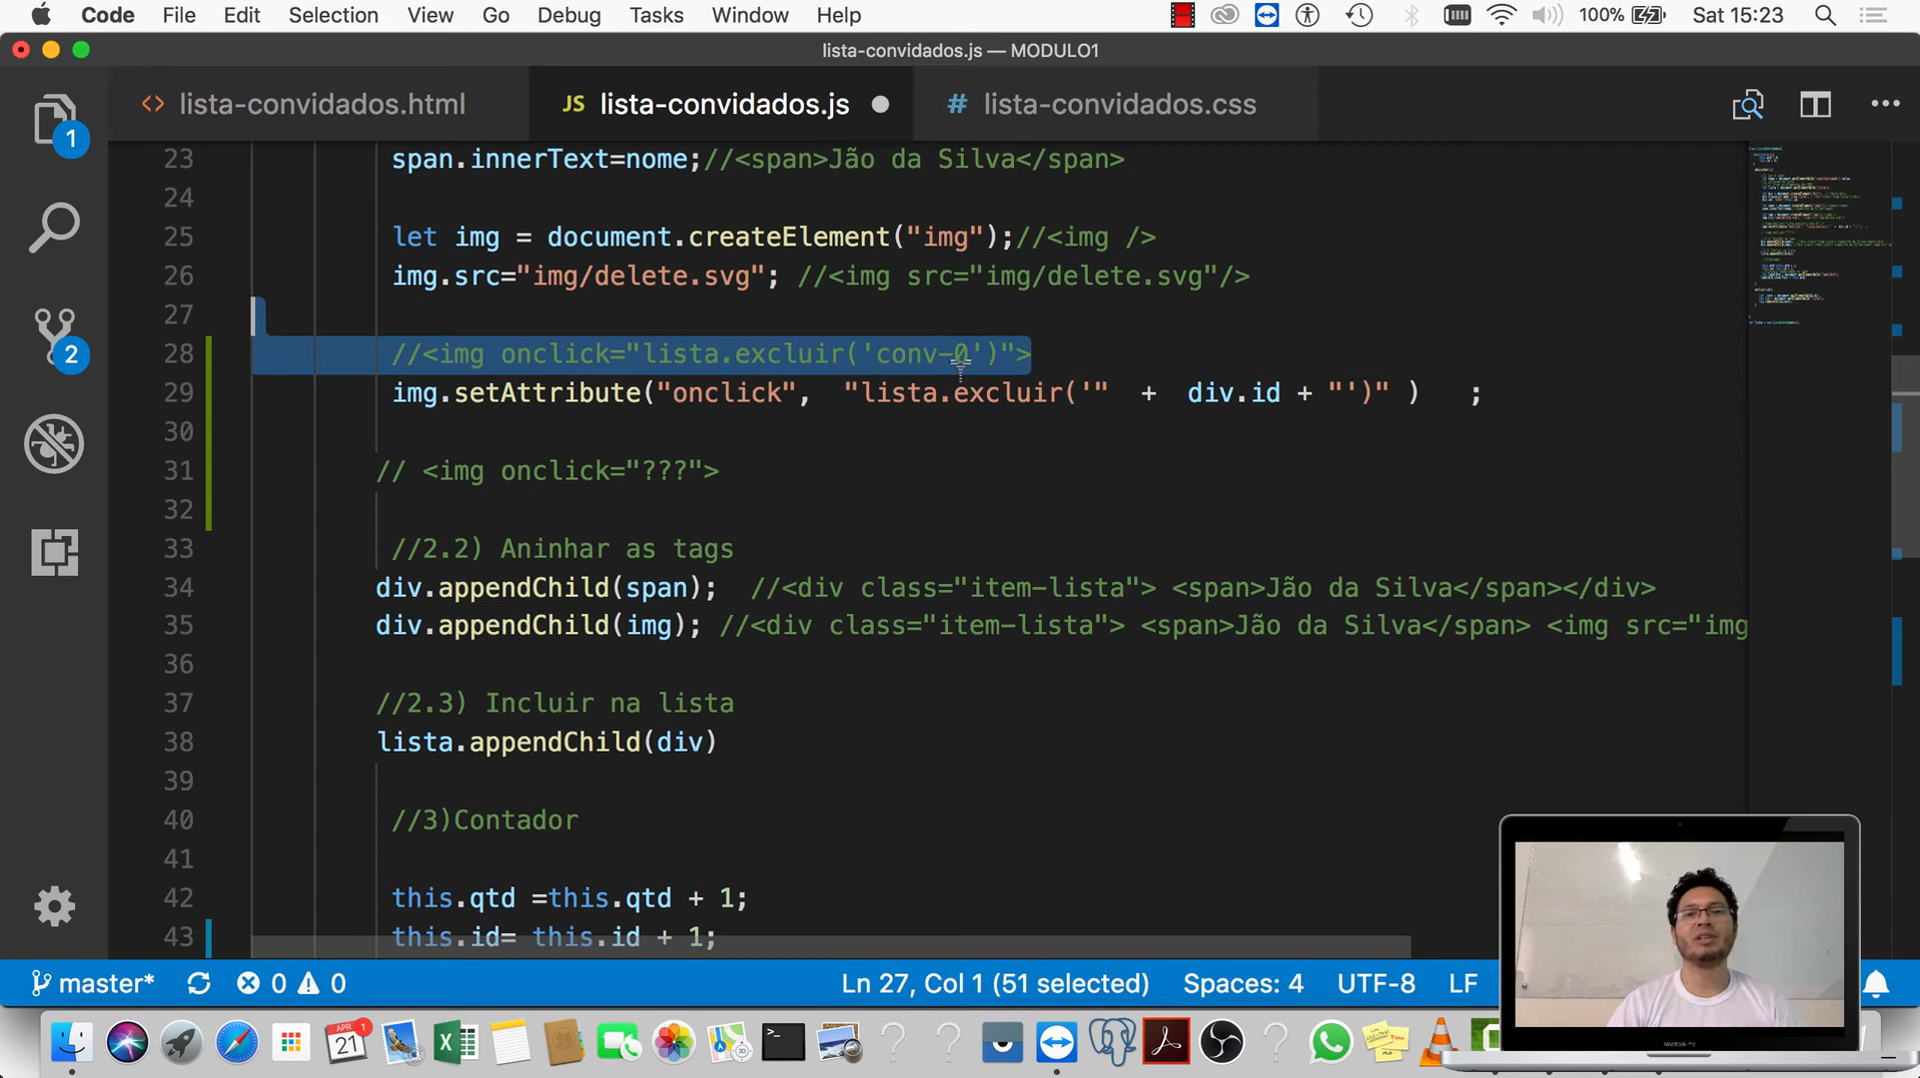 Code File Edit Selection View Go Debug Tasks Window Help 100% Sat 15:23
lista-convidados.js — MODULO1
<> lista-convidados.html JS lista-convidados.js # lista-convidados.css
1
2
23 span.innerText=nome;//<span>Jão da Silva</span>
24
25 let img = document.createElement("img");//<img />
26 img.src="img/delete.svg"; //<img src="img/delete.svg"/>
27
28 //<img onclick="lista.excluir('conv-0')">
29 img.setAttribute("onclick", "lista.excluir('" + div.id + "')" ) ;
30
31 // <img onclick="???">
32
33 //2.2) Aninhar as tags
34 div.appendChild(span); //<div class="item-lista"> <span>Jão da Silva</span></div>
35 div.appendChild(img); //<div class="item-lista"> <span>Jão da Silva</span> <img src="img
36
37 //2.3) Incluir na lista
38 lista.appendChild(div)
39
40 //3)Contador
41
42 this.qtd =this.qtd + 1;
43 this.id= this.id + 1;
master* 0 0 Ln 27, Col 1 (51 selected) Spaces: 4 UTF-8 LF
APR 1
21